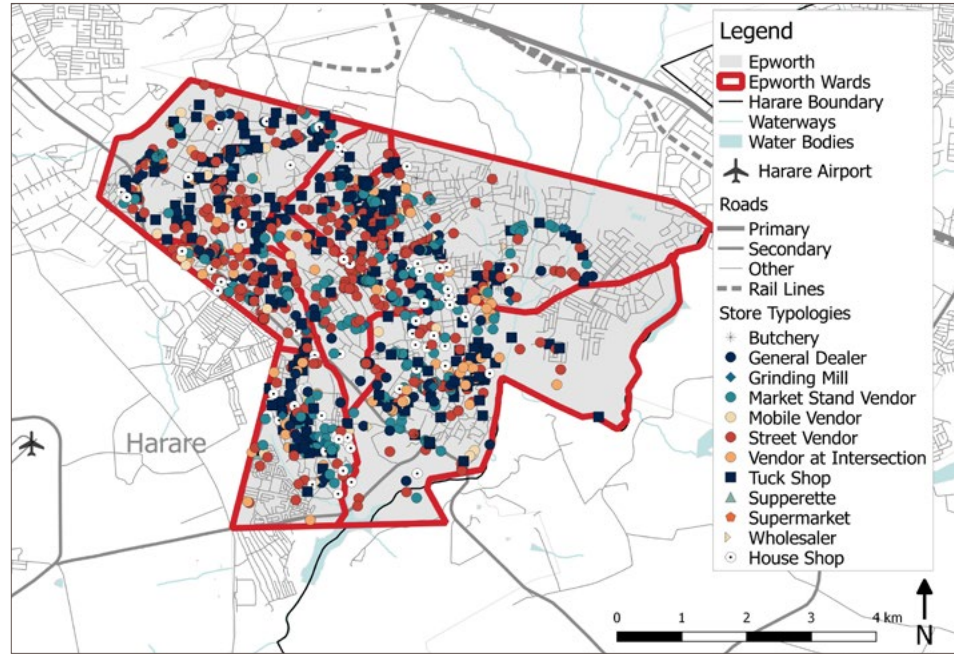 Legend
Epworth
Epworth Wards
Harare Boundary
Waterways
Water Bodies
Harare Airport
Roads
Primary
Secondary
Other
Rail Lines
Store Typologies
Butchery
General Dealer
Grinding Mill
Market Stand Vendor
Mobile Vendor
Street Vendor
Vendor at Intersection
Tuck Shop
Supperette
Supermarket
Wholesaler
House Shop
Harare
0 1 2 3 4 km
N